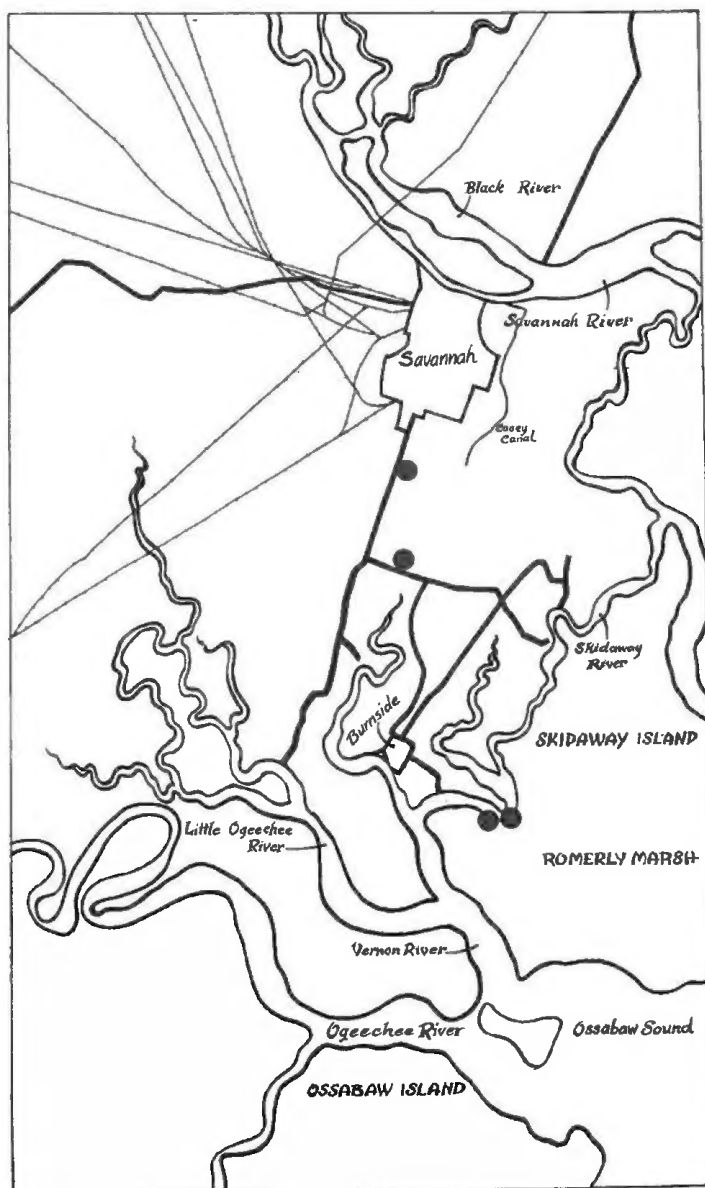 Black River
Savannah River
Savannah
Casey
Canal
Skidaway
River
Burnside
SKIDAWAY ISLAND
Little Ogeechee
River
ROMERLY MARSH
Vernon River
Ogeechee River
Ossabaw Sound
OSSABAW ISLAND